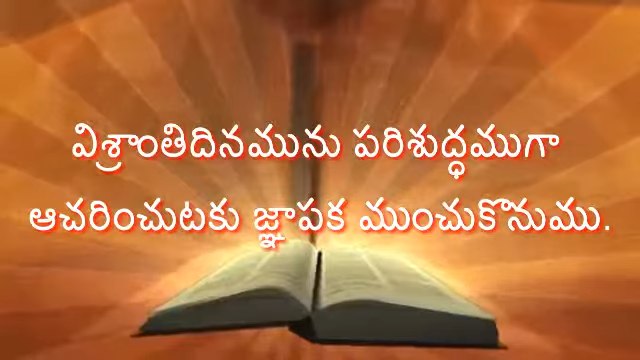 విశ్రాంతిదినమును పరిశుద్ధముగా
ఆచరించుటకు జ్ఞాపక ముంచుకొనుము.